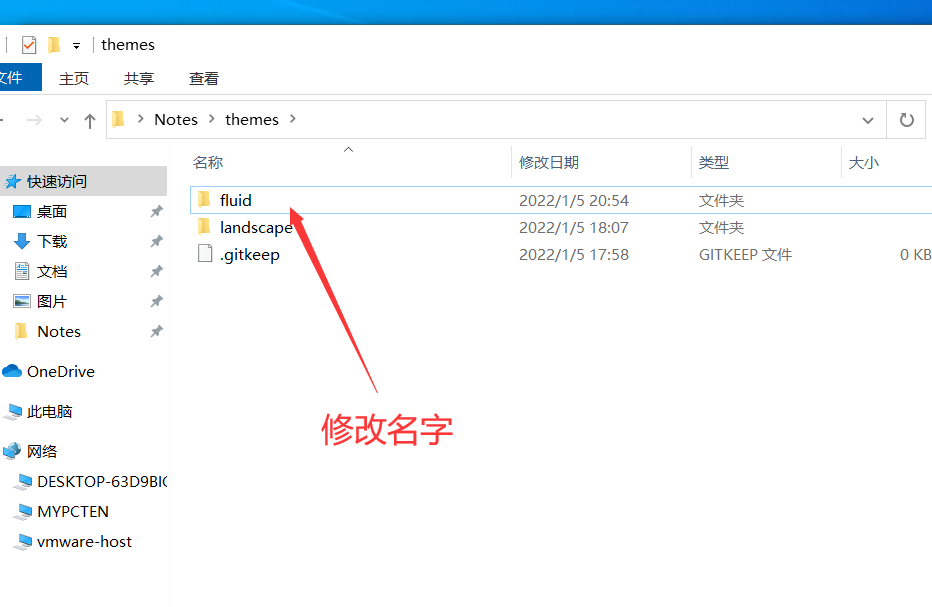 themes
文件 主页 共享 查看
Notes themes
名称 修改日期 类型 大小
快速访问
桌面
下载
文档
图片
Notes
OneDrive
此电脑
网络
DESKTOP-63D9BI
MYPCTEN
vmware-host
fluid 2022/1/5 20:54 文件夹
landscape 2022/1/5 18:07 文件夹
.gitkeep 2022/1/5 17:58 GITKEEP 文件 0 KB
修改名字